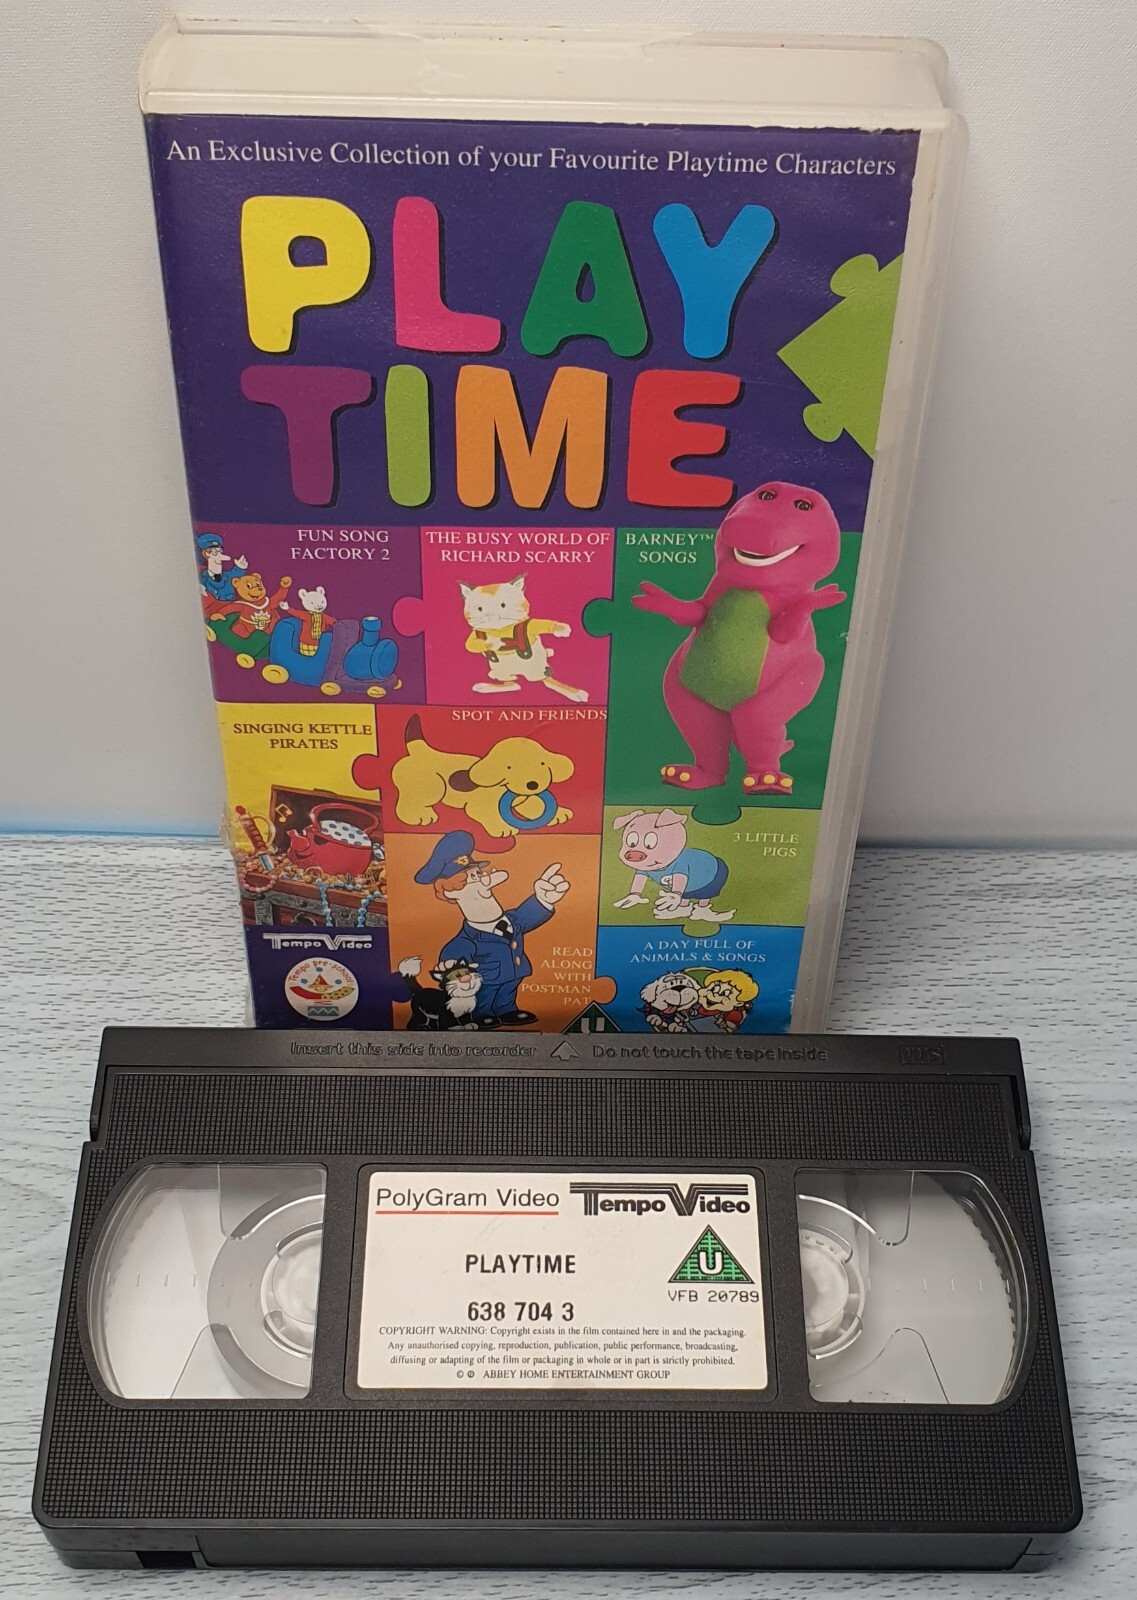 An Exclusive Collection of your Favourite Playtime Characters
PLAY
TIME
FUN SONG
FACTORY 2
THE BUSY WORLD OF
RICHARD SCARRY
BARNEY™
SONGS
SINGING KETTLE
PIRATES
SPOT AND FRIENDS
3 LITTLE
PIGS
READ
ALONG
WITH
POSTMAN
PAT
A DAY FULL OF
ANIMALS & SONGS
Tempo Video
Tempo pre-school
U
Insert this side into recorder
Do not touch the tape inside
VHS
PolyGram Video
Tempo Video
PLAYTIME
U
VFB 20789
638 704 3
COPYRIGHT WARNING: Copyright exists in the film contained here in and the packaging.
Any unauthorised copying, reproduction, publication, public performance, broadcasting,
diffusing or adapting of the film or packaging in whole or in part is strictly prohibited.
© ℗ ABBEY HOME ENTERTAINMENT GROUP